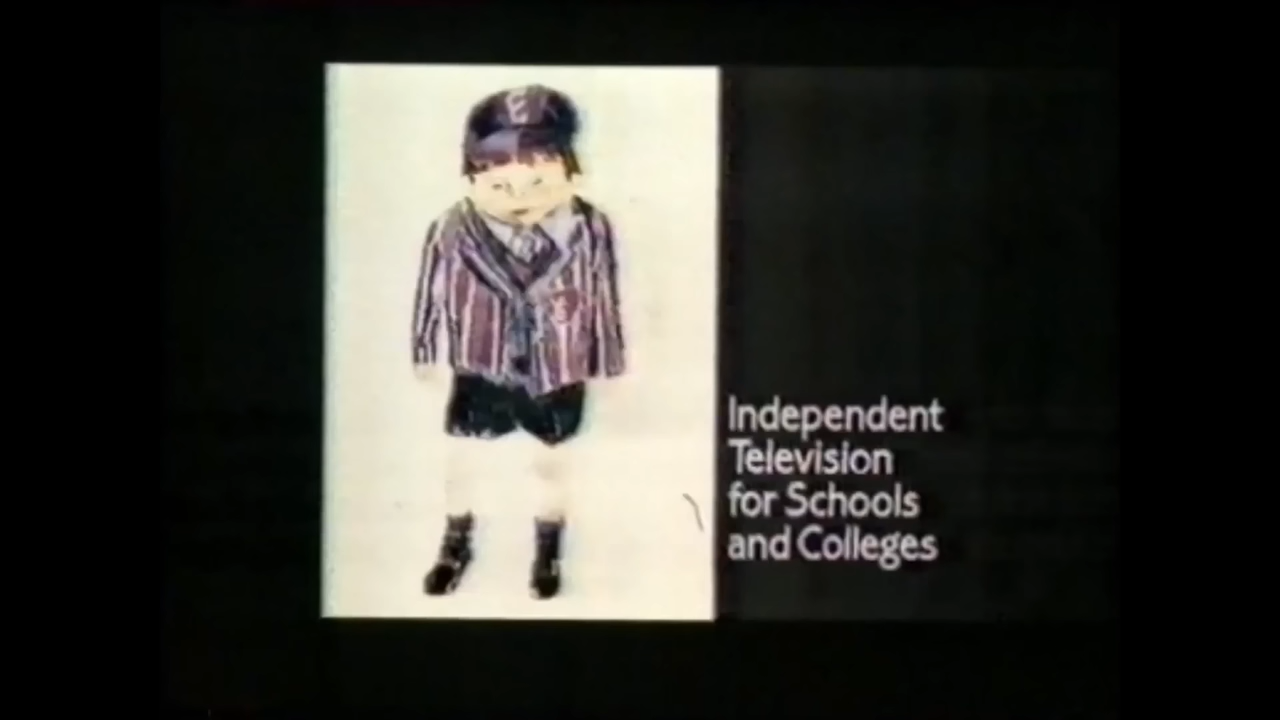 E
Independent
Television
for Schools
and Colleges